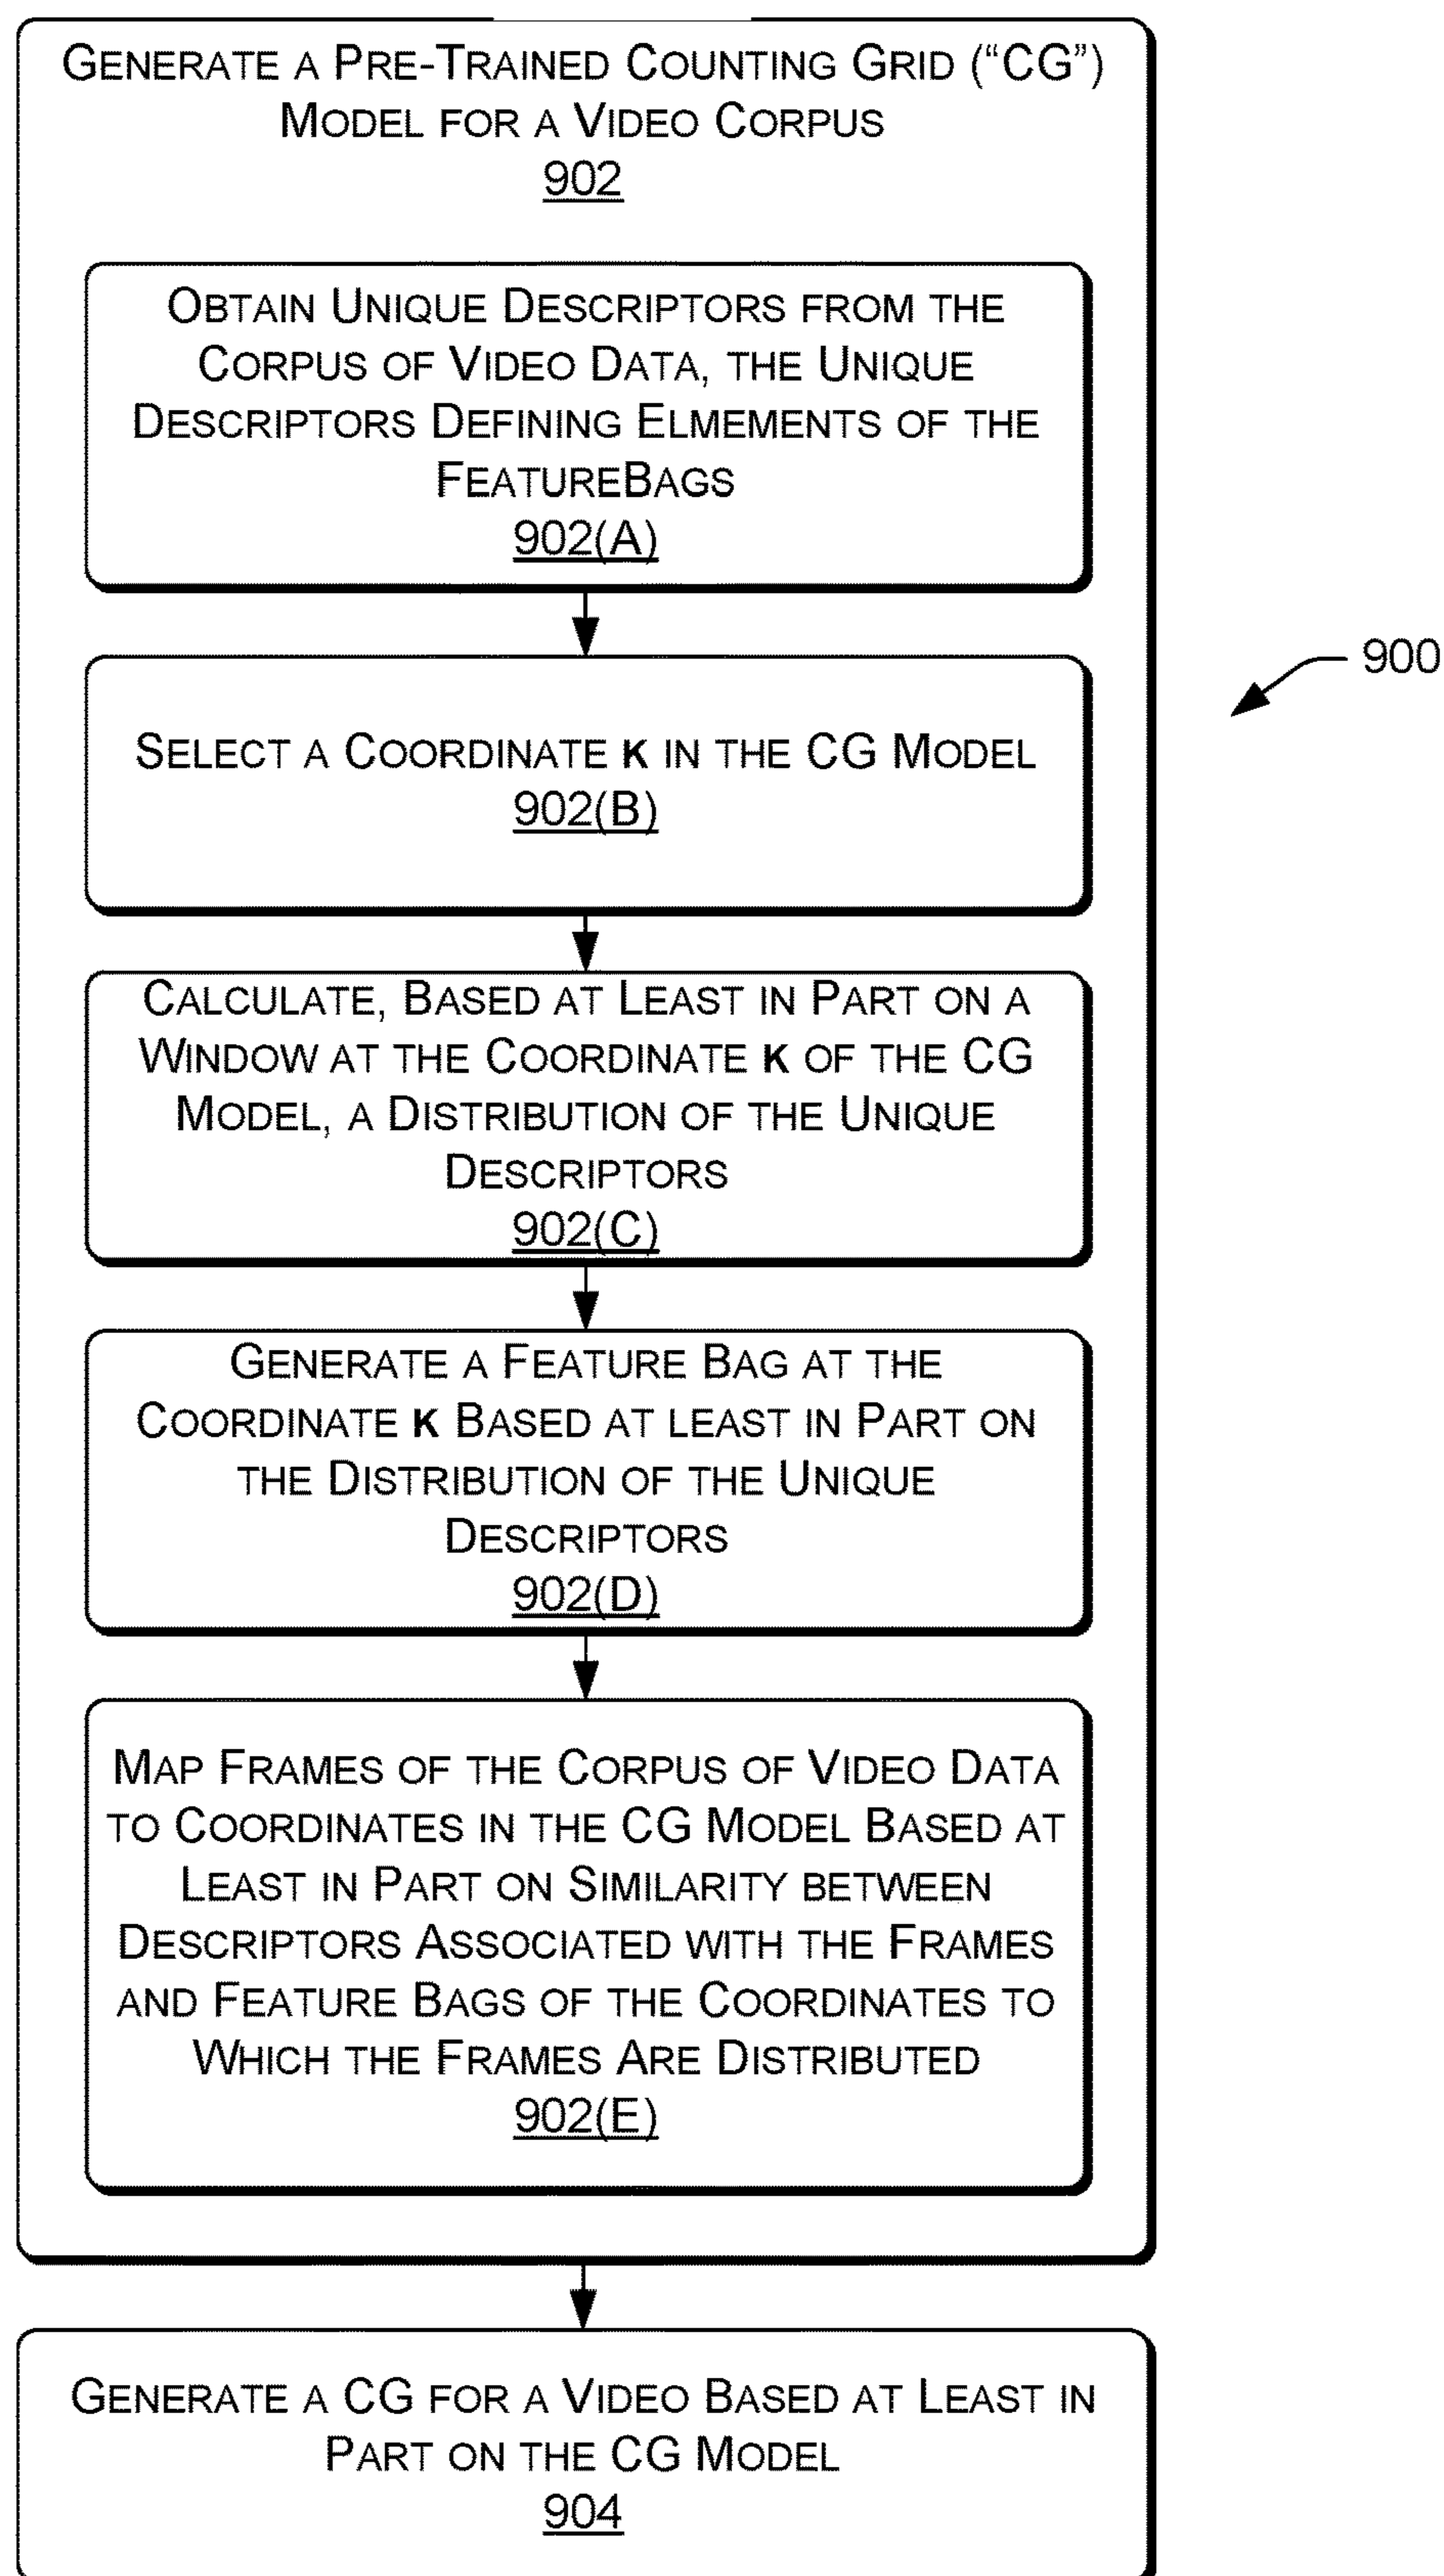 GENERATE A PRE-TRAINED COUNTING GRID (“CG”)
MODEL FOR A VIDEO CORPUS
902
OBTAIN UNIQUE DESCRIPTORS FROM THE
CORPUS OF VIDEO DATA, THE UNIQUE
DESCRIPTORS DEFINING ELMEMENTS OF THE
FEATUREBAGS
902(A)
SELECT A COORDINATE K IN THE CG MODEL
902(B)
900
CALCULATE, BASED AT LEAST IN PART ON A
WINDOW AT THE COORDINATE K OF THE CG
MODEL, A DISTRIBUTION OF THE UNIQUE
DESCRIPTORS
902(C)
GENERATE A FEATURE BAG AT THE
COORDINATE K BASED AT LEAST IN PART ON
THE DISTRIBUTION OF THE UNIQUE
DESCRIPTORS
902(D)
MAP FRAMES OF THE CORPUS OF VIDEO DATA
TO COORDINATES IN THE CG MODEL BASED AT
LEAST IN PART ON SIMILARITY BETWEEN
DESCRIPTORS ASSOCIATED WITH THE FRAMES
AND FEATURE BAGS OF THE COORDINATES TO
WHICH THE FRAMES ARE DISTRIBUTED
902(E)
GENERATE A CG FOR A VIDEO BASED AT LEAST IN
PART ON THE CG MODEL
904